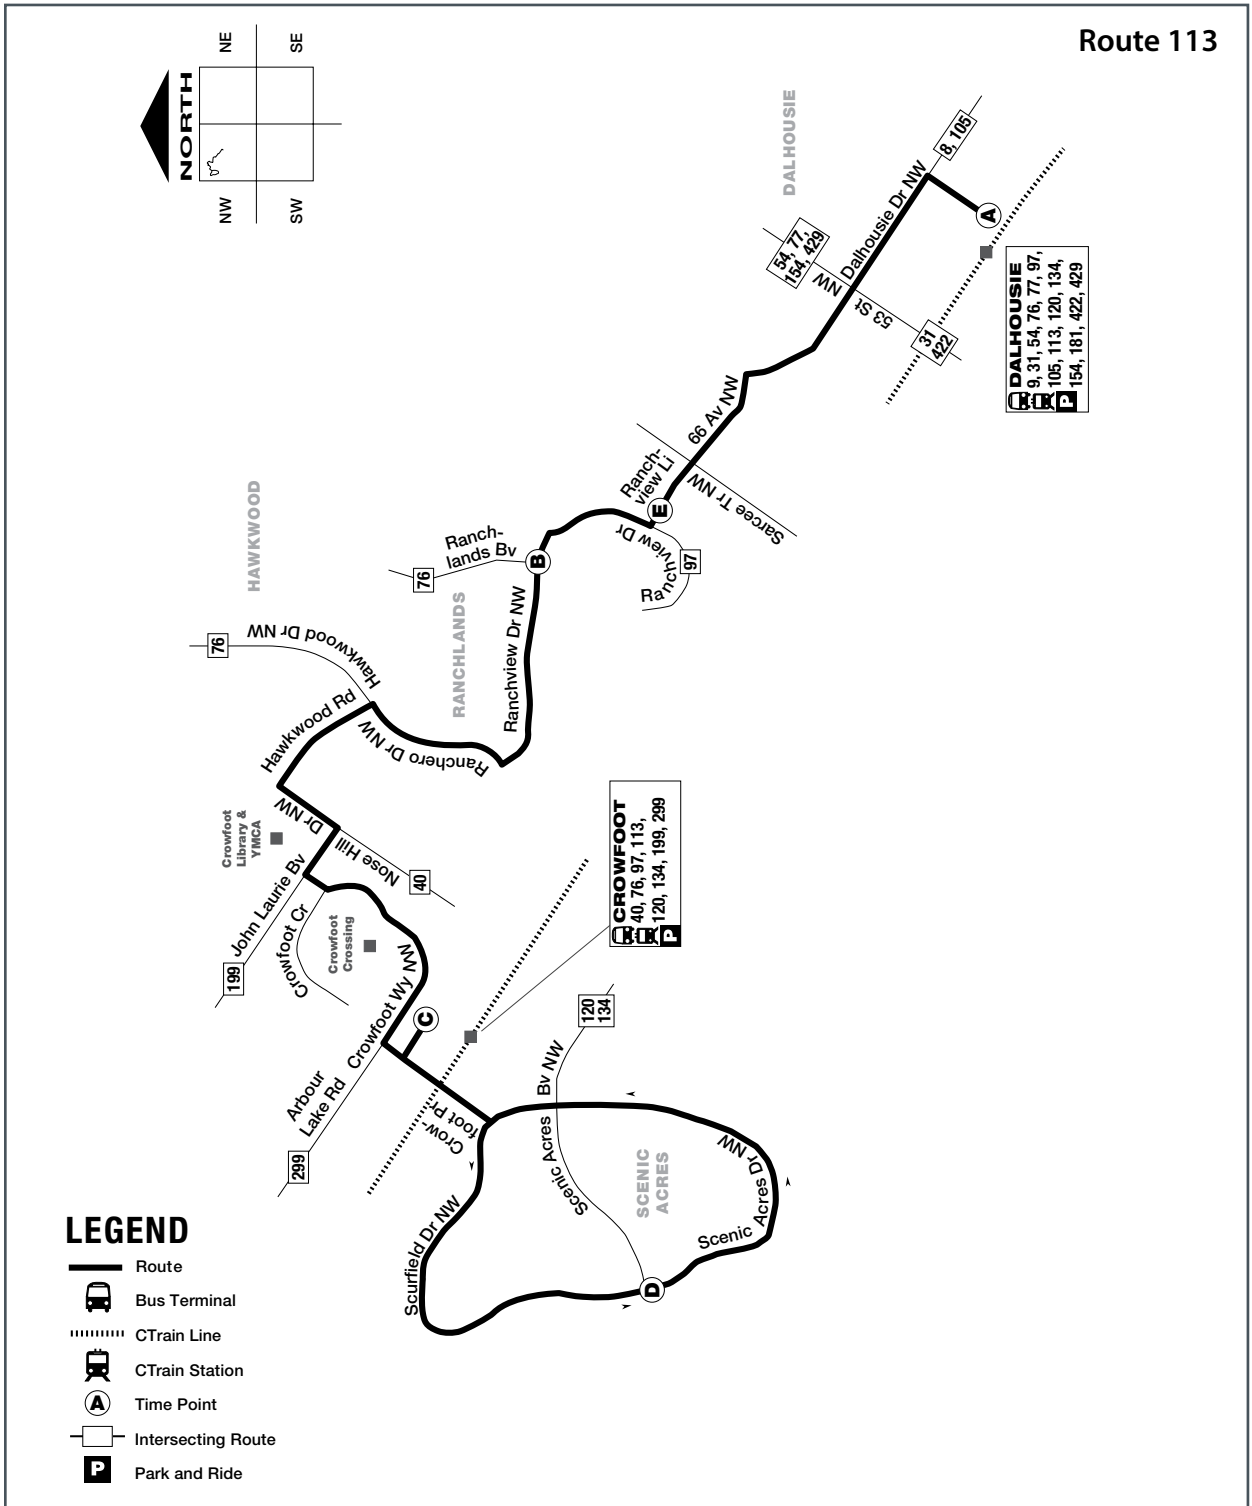 Route 113
NORTH
NW
NE
SW
SE
DALHOUSIE
8, 105
Dalhousie Dr NW
A
54, 77,
154, 429
53 St
NW
31
422
DALHOUSIE
9, 31, 54, 76, 77, 97,
105, 113, 120, 134,
154, 181, 422, 429
P
66 Av NW
Ranch-
view Li
Sarcee Tr NW
E
Ranchview Dr
97
HAWKWOOD
Ranch-
lands Bv
76
B
RANCHLANDS
Ranchview Dr NW
76
Hawkwood Dr NW
Hawkwood Rd
Ranchero Dr NW
Nose Hill
Dr NW
40
Crowfoot
Library &
YMCA
John Laurie Bv
199
Crowfoot Cr
Crowfoot
Crossing
Crowfoot Wy NW
C
CROWFOOT
40, 76, 97, 113,
120, 134, 199, 299
P
Arbour
Lake Rd
299
Crow-
foot Pr
120
134
Scenic Acres Bv NW
Scenic Acres
SCENIC
ACRES
Scurfield Dr NW
Scenic Acres Dr NW
D
LEGEND
Route
Bus Terminal
CTrain Line
CTrain Station
A Time Point
Intersecting Route
P Park and Ride